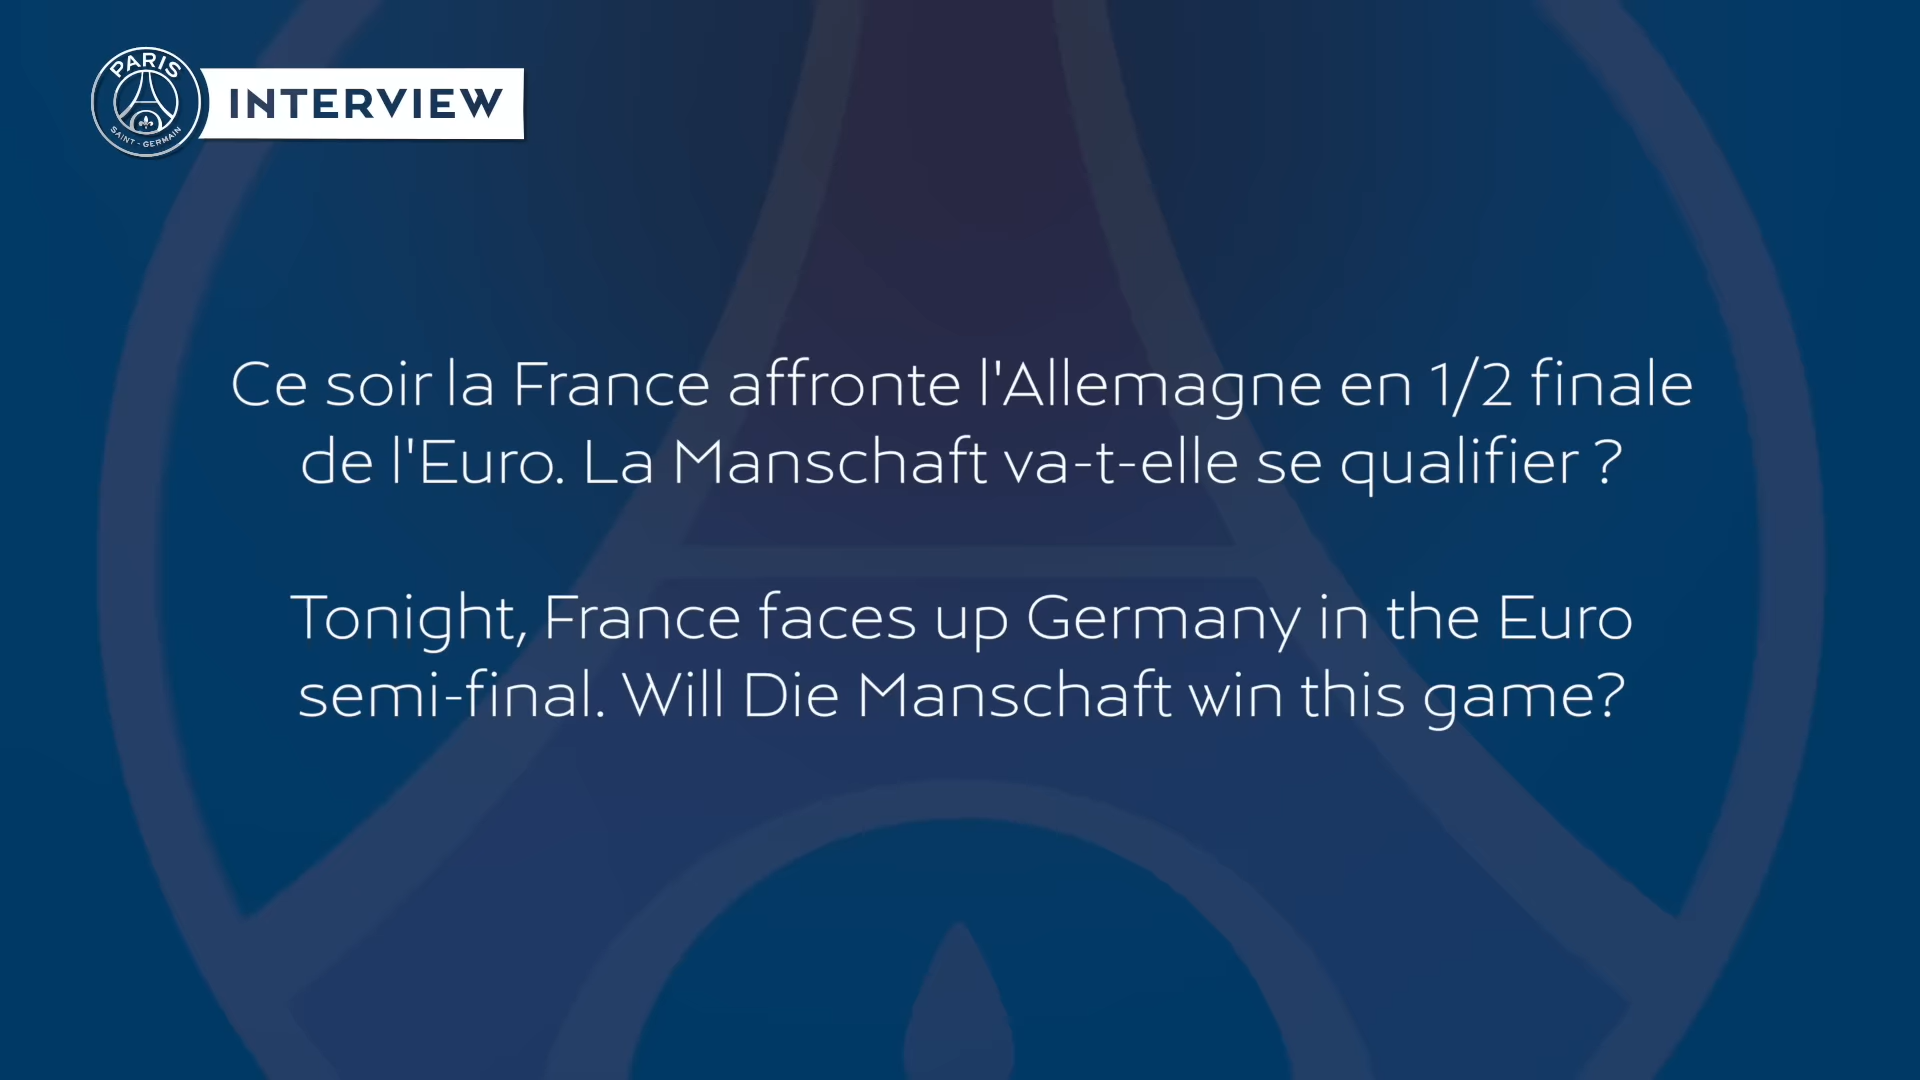 PARIS
SAINT - GERMAIN
INTERVIEW
Ce soir la France affronte l'Allemagne en 1/2 finale
de l'Euro. La Manschaft va-t-elle se qualifier ?
Tonight, France faces up Germany in the Euro
semi-final. Will Die Manschaft win this game?